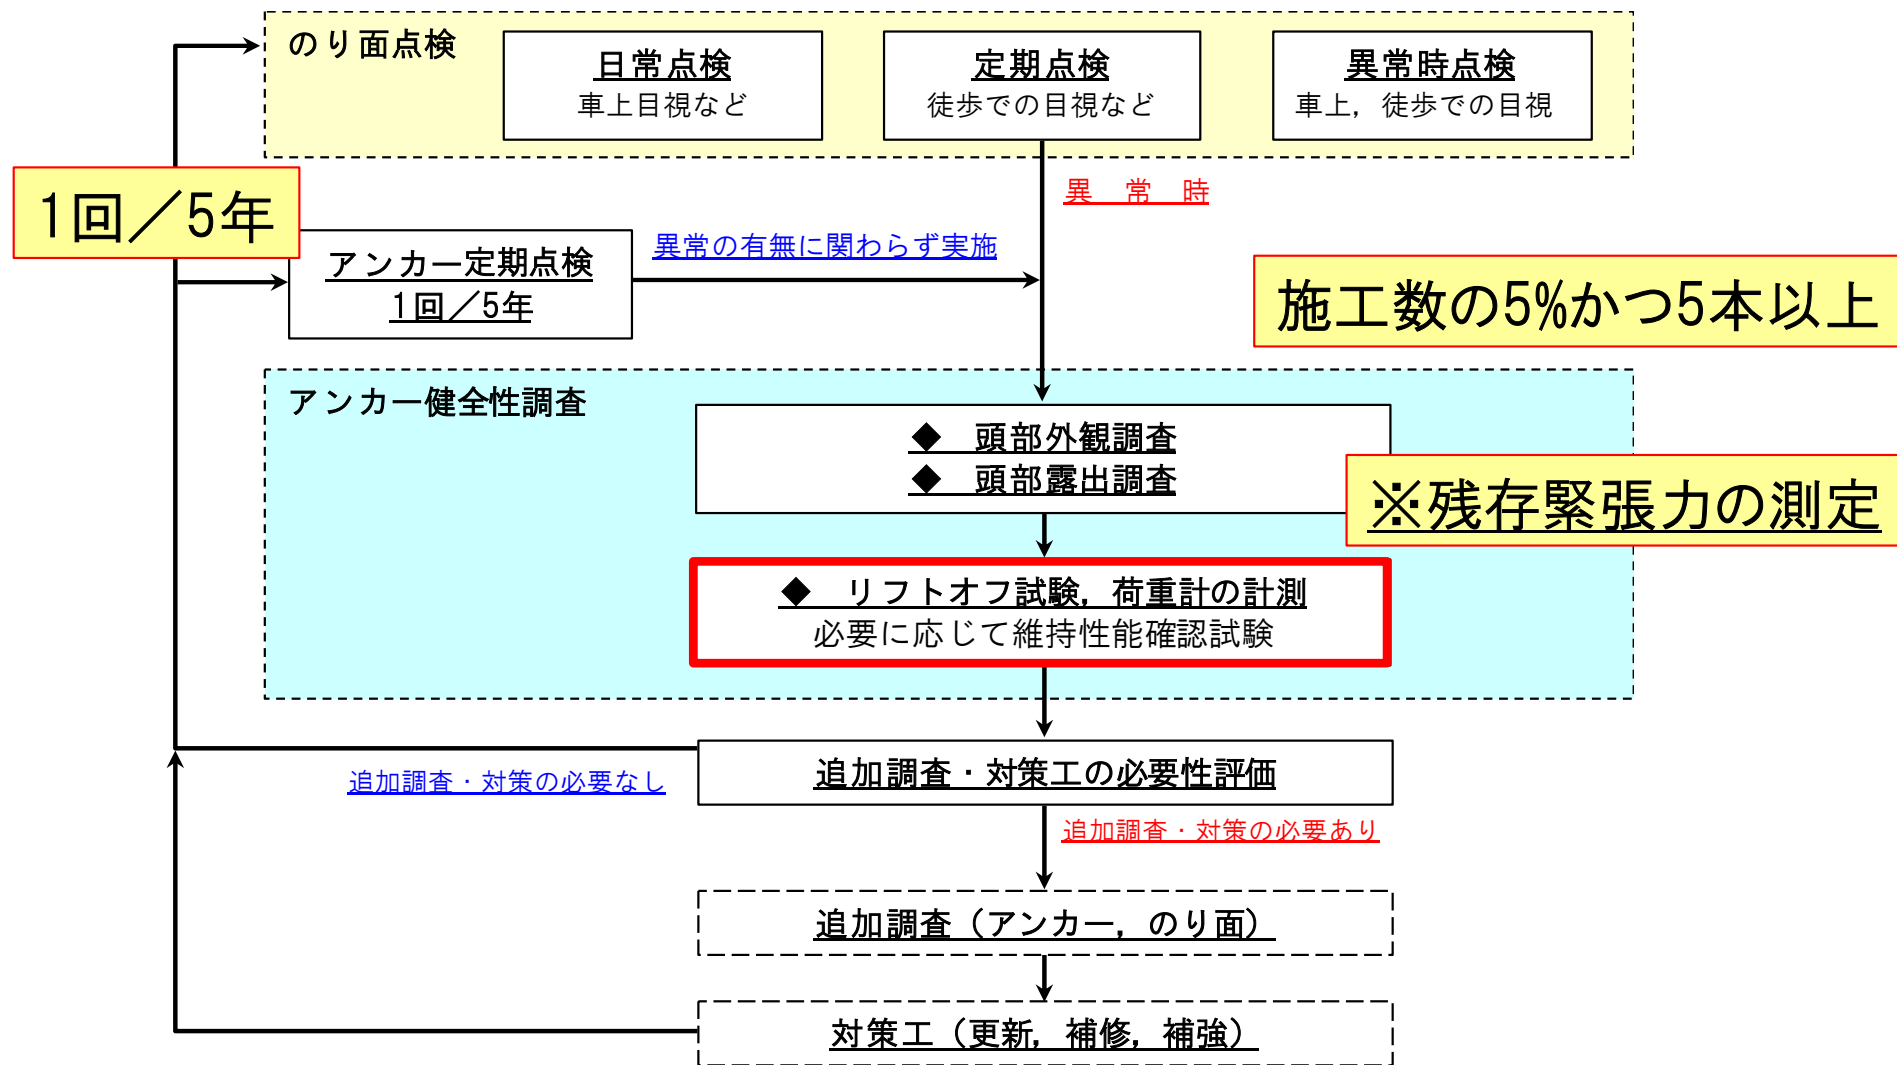 のり面点検
日常点検
車上目視など
定期点検
徒歩での目視など
異常時点検
車上，徒歩での目視
1回／5年
異　常　時
アンカー定期点検
1回／5年
異常の有無に関わらず実施
施工数の5%かつ5本以上
アンカー健全性調査
◆　頭部外観調査
◆　頭部露出調査
※残存緊張力の測定
◆　リフトオフ試験，荷重計の計測
必要に応じて維持性能確認試験
追加調査・対策工の必要性評価
追加調査・対策の必要なし
追加調査・対策の必要あり
追加調査（アンカー，のり面）
対策工（更新，補修，補強）